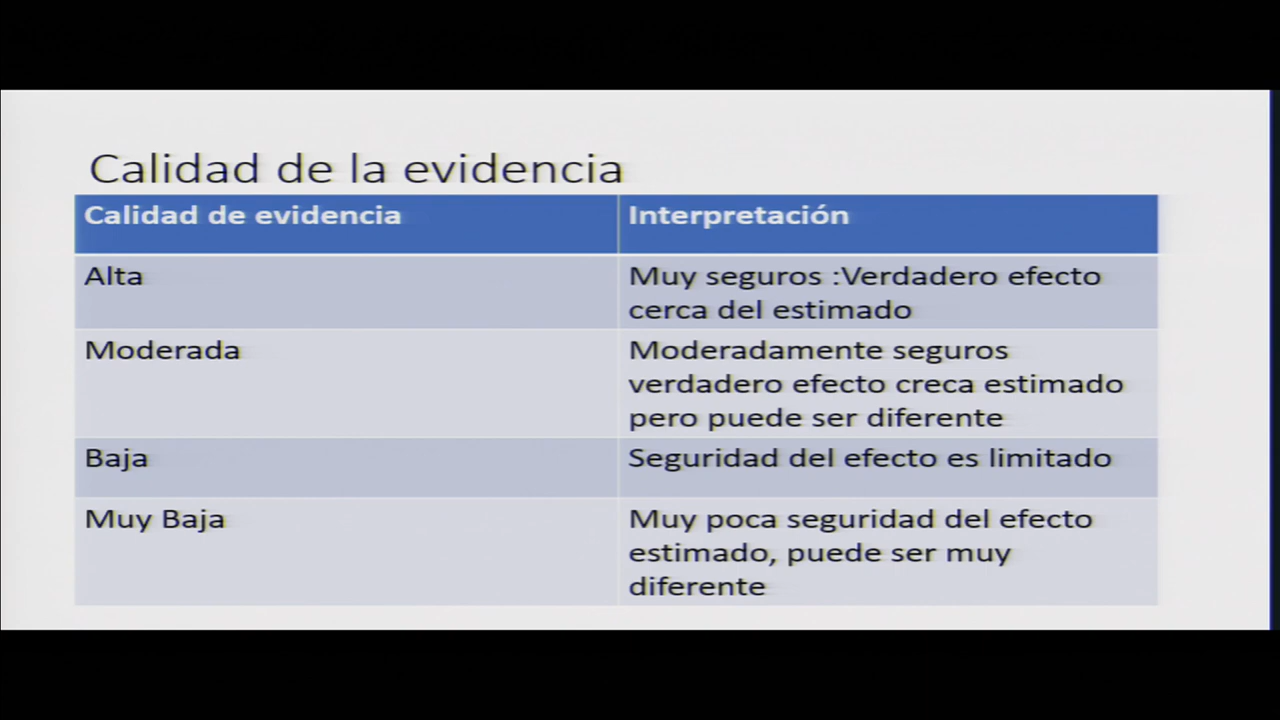 Calidad de la evidencia
Calidad de evidencia
Interpretación
Alta
Muy seguros :Verdadero efecto
cerca del estimado
Moderada
Moderadamente seguros
verdadero efecto creca estimado
pero puede ser diferente
Baja
Seguridad del efecto es limitado
Muy Baja
Muy poca seguridad del efecto
estimado, puede ser muy
diferente